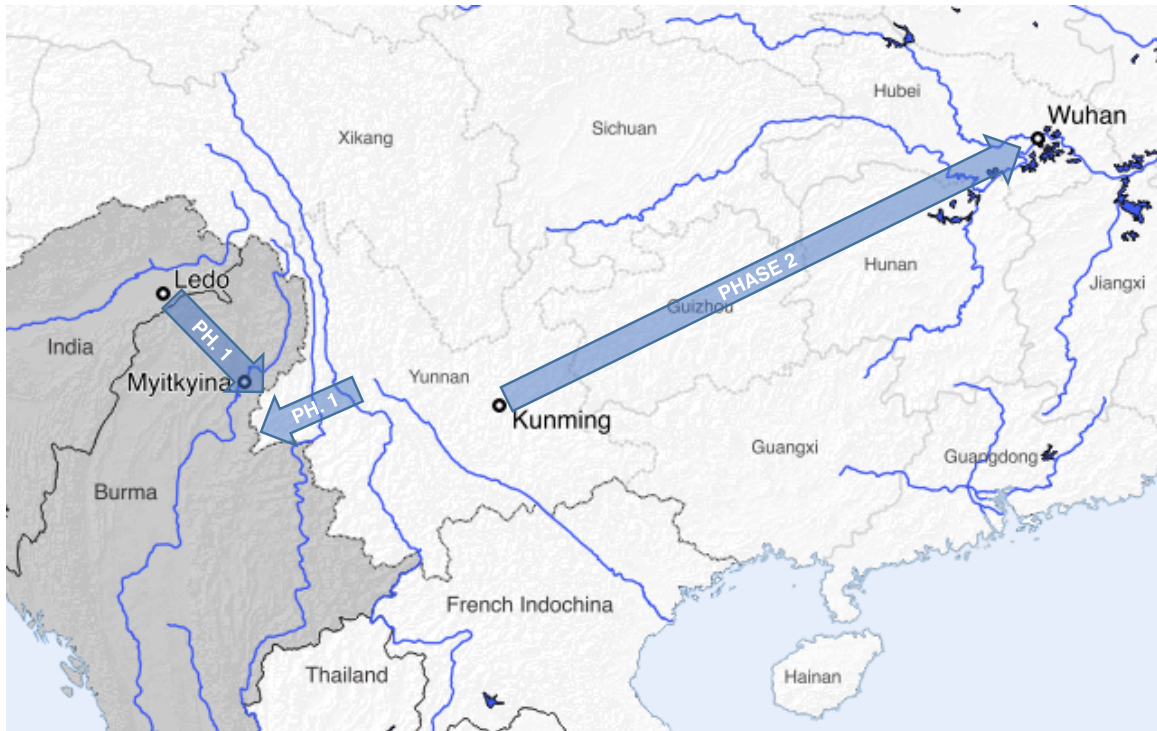 Hubei
Wuhan
Sichuan
Xikang
Ledo
Hunan
PHASE 2
Jiangxi
Guizhou
India
PH. 1
Myitkyina
Yunnan
PH. 1
Kunming
Guangxi
Guangdong
Burma
French Indochina
Thailand
Hainan